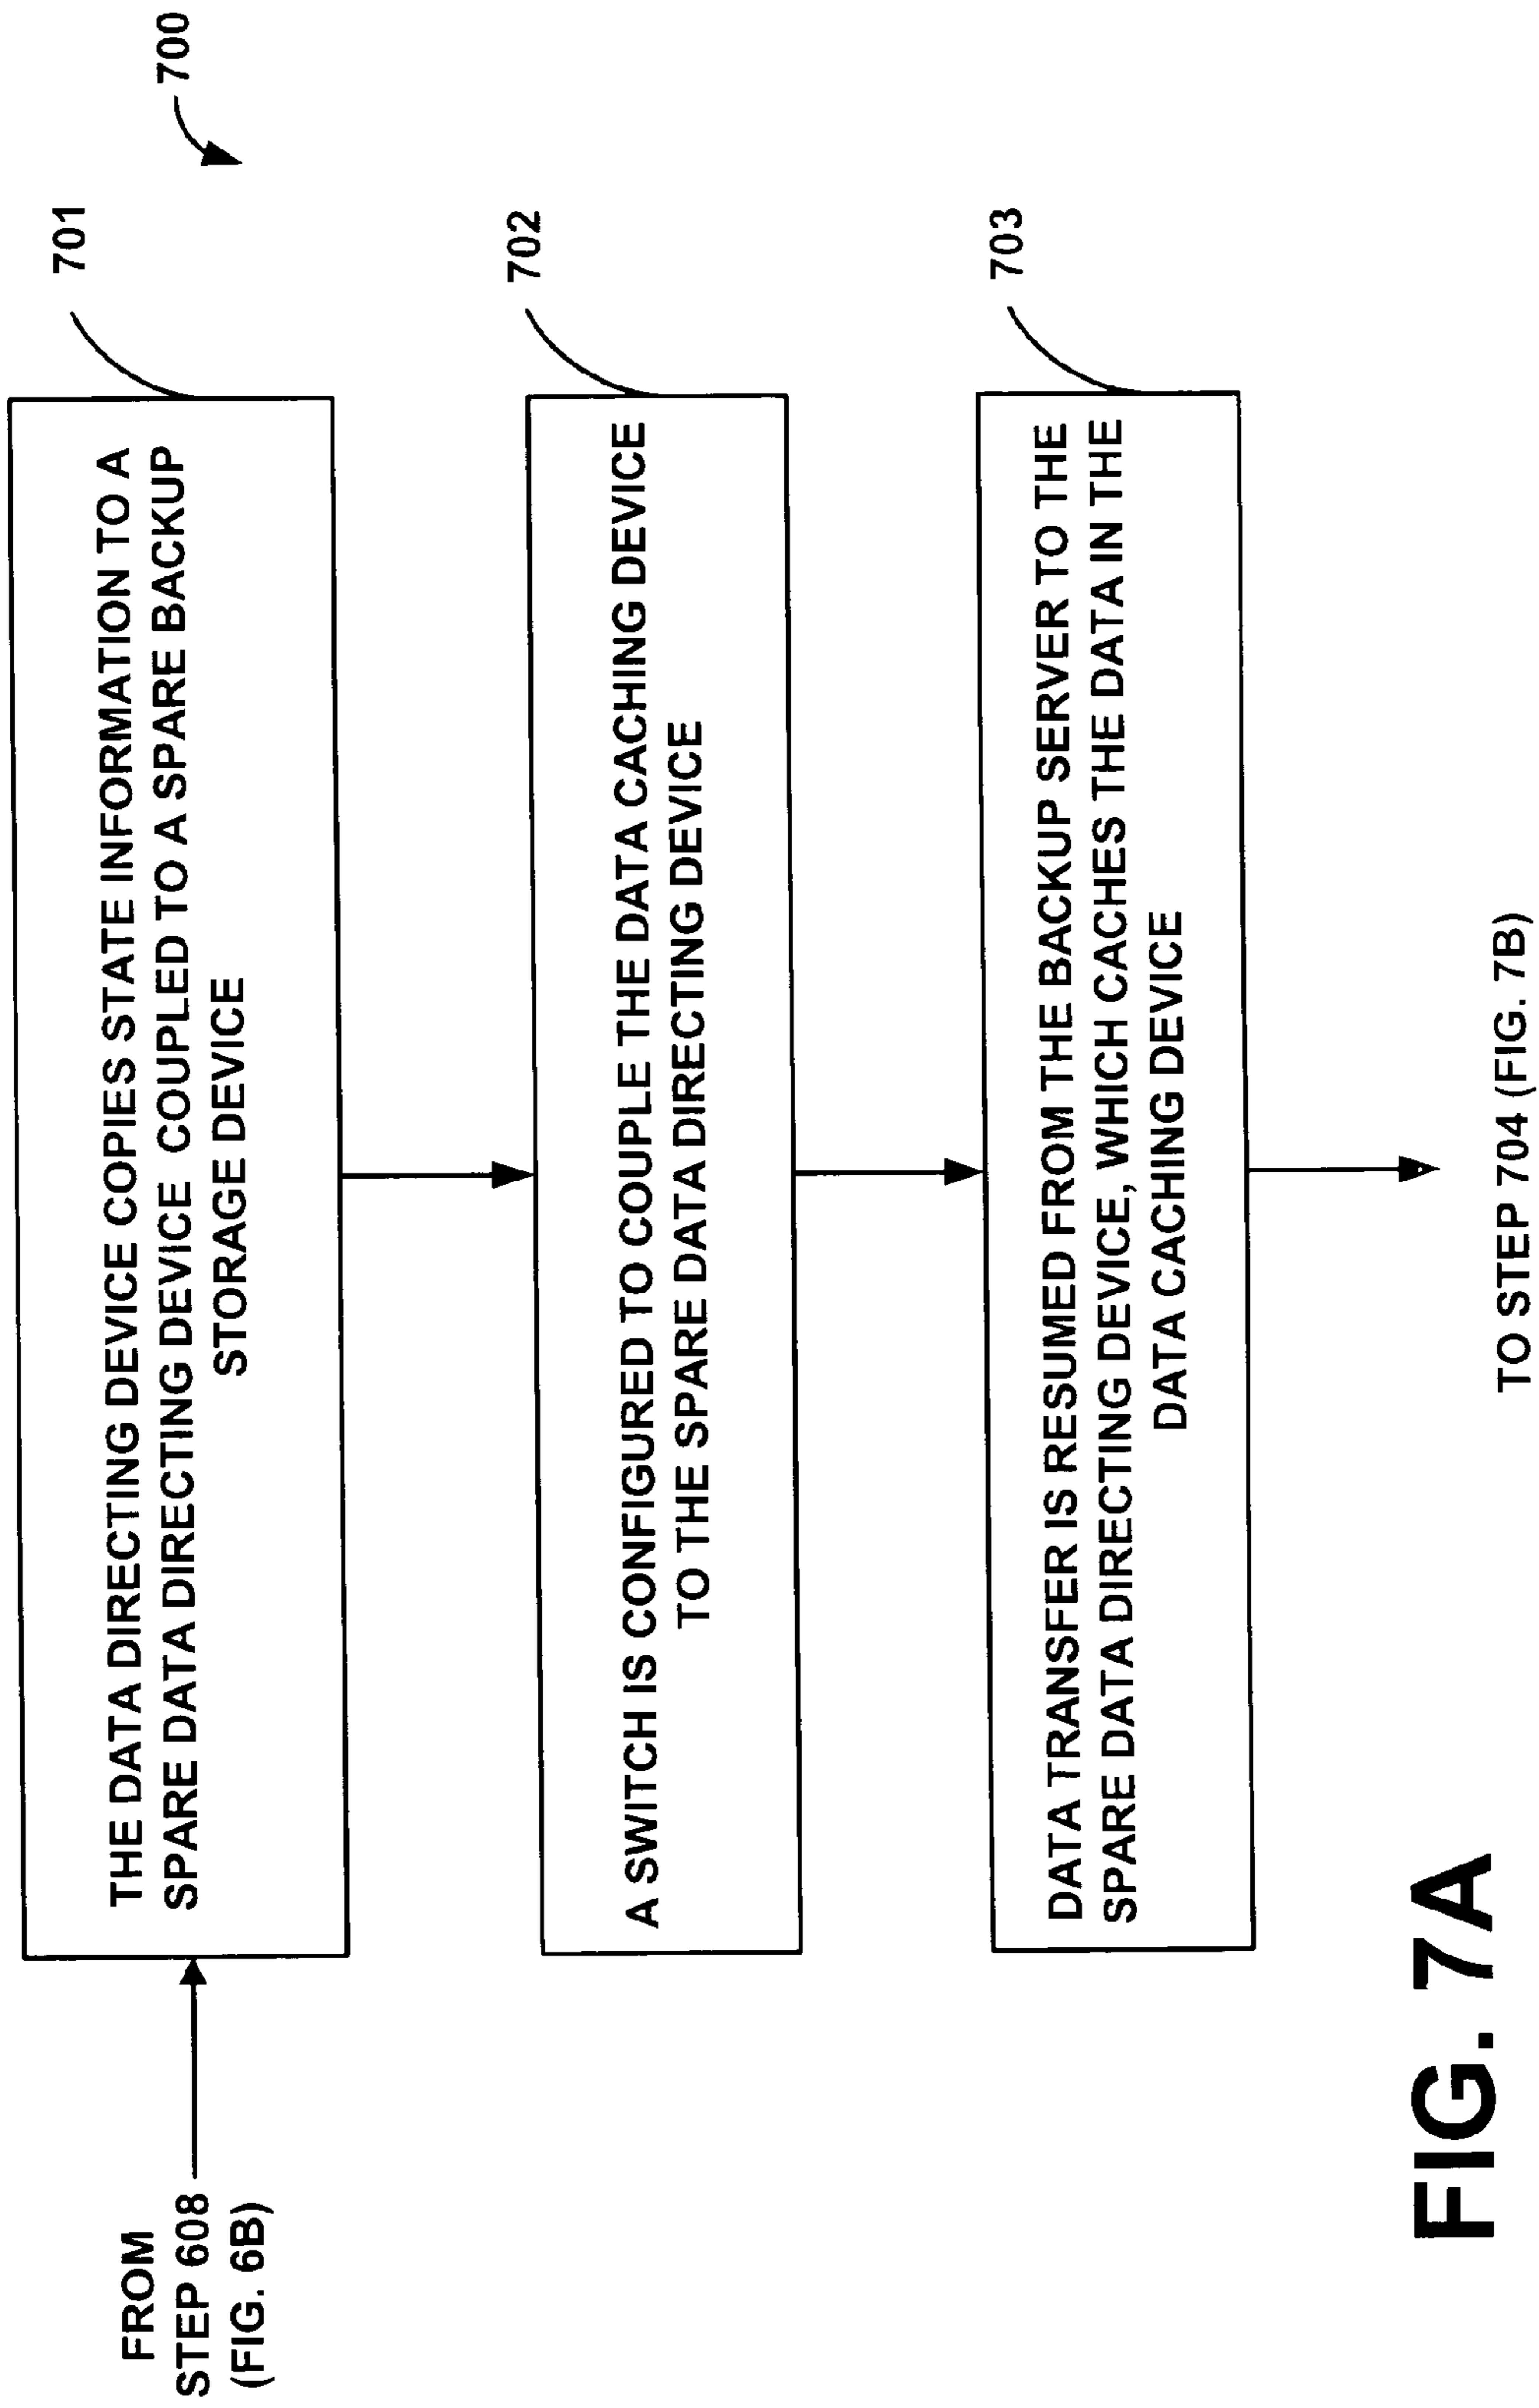 700
FROM
STEP 608
(FIG. 6B)
THE DATA DIRECTING DEVICE COPIES STATE INFORMATION TO A
SPARE DATA DIRECTING DEVICE COUPLED TO A SPARE BACKUP
STORAGE DEVICE
701
A SWITCH IS CONFIGURED TO COUPLE THE DATA CACHING DEVICE
TO THE SPARE DATA DIRECTING DEVICE
702
DATA TRANSFER IS RESUMED FROM THE BACKUP SERVER TO THE
SPARE DATA DIRECTING DEVICE, WHICH CACHES THE DATA IN THE
DATA CACHING DEVICE
703
TO STEP 704 (FIG. 7B)
FIG. 7A